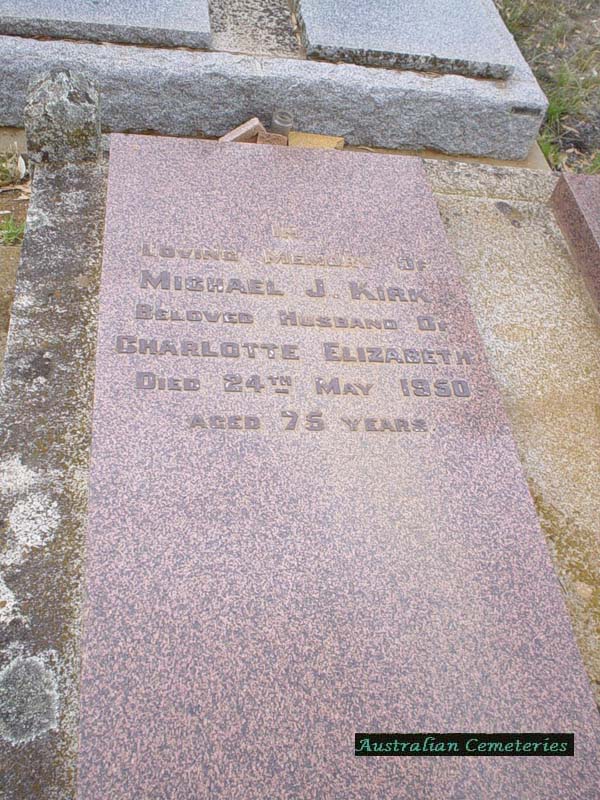 IN
LOVING MEMORY OF
MICHAEL J. KIRK
BELOVED HUSBAND OF
CHARLOTTE ELIZABETH
DIED 24TH MAY 1950
AGED 75 YEARS.
Australian Cemeteries